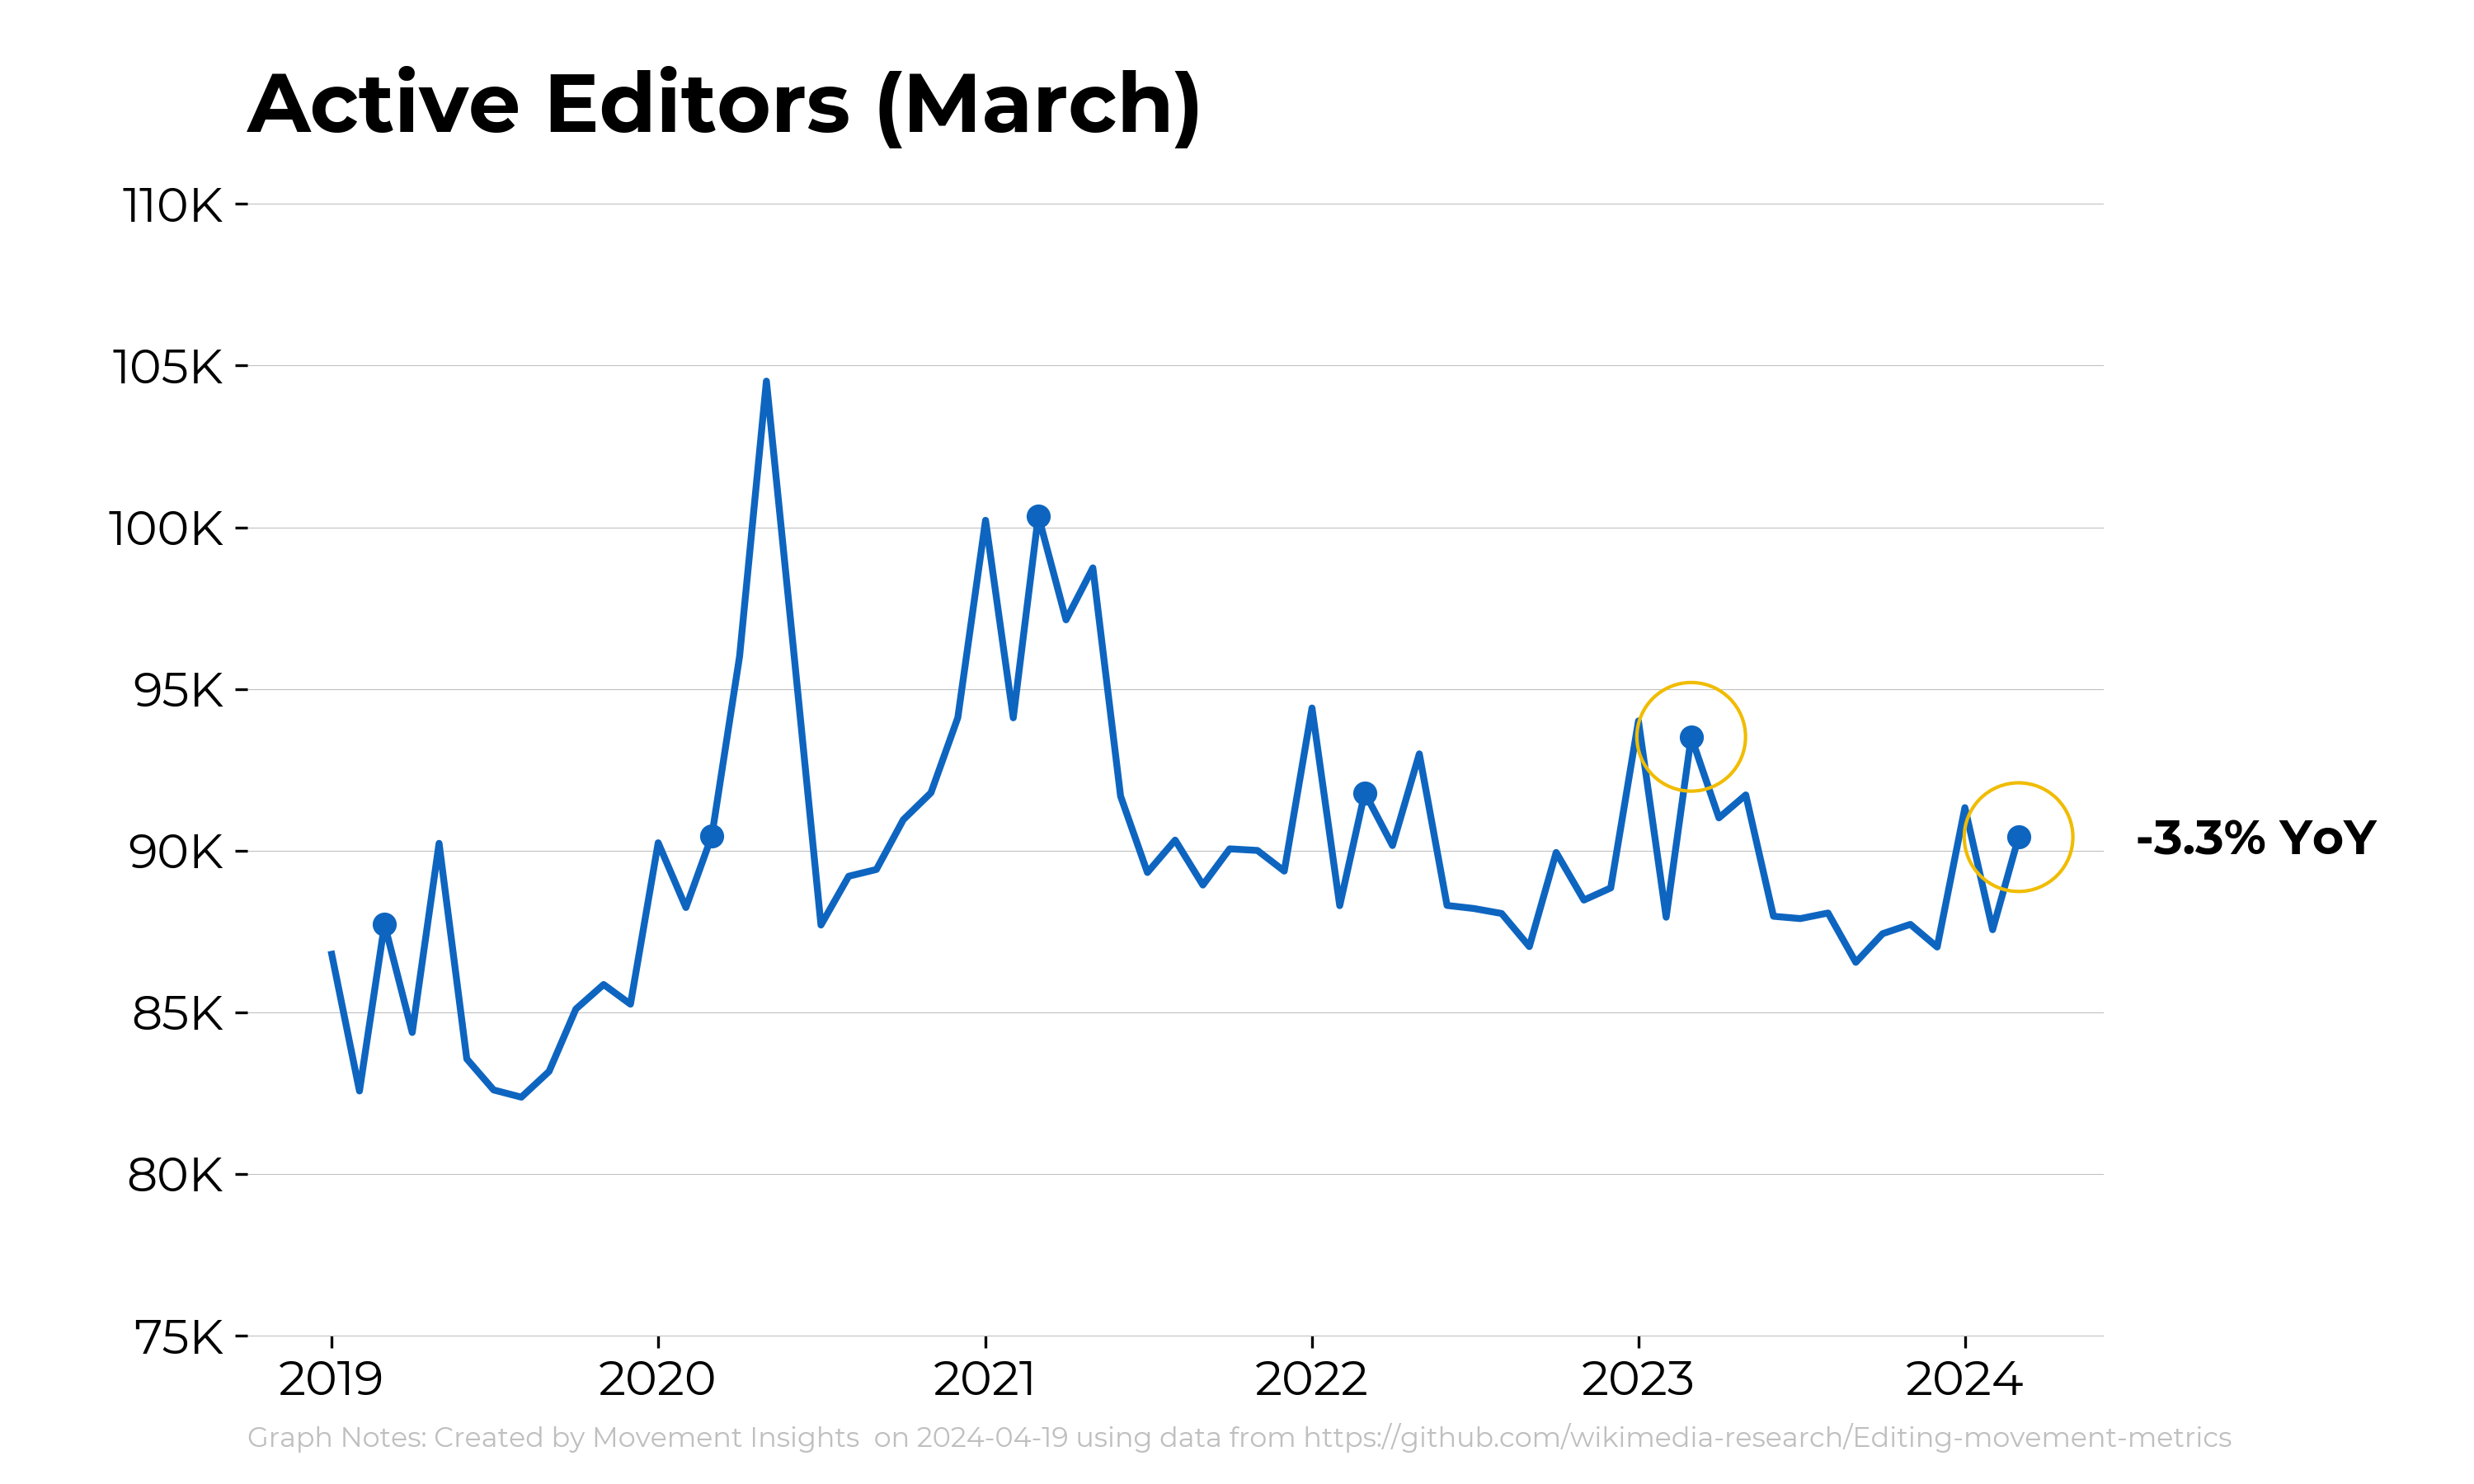 Active Editors (March)
110K
105K
100K
95K
90K
-3.3% YoY
85K
80K
75K
2019 2020 2021 2022 2023 2024
Graph Notes: Created by Movement Insights  on 2024-04-19 using data from https://github.com/wikimedia-research/Editing-movement-metrics